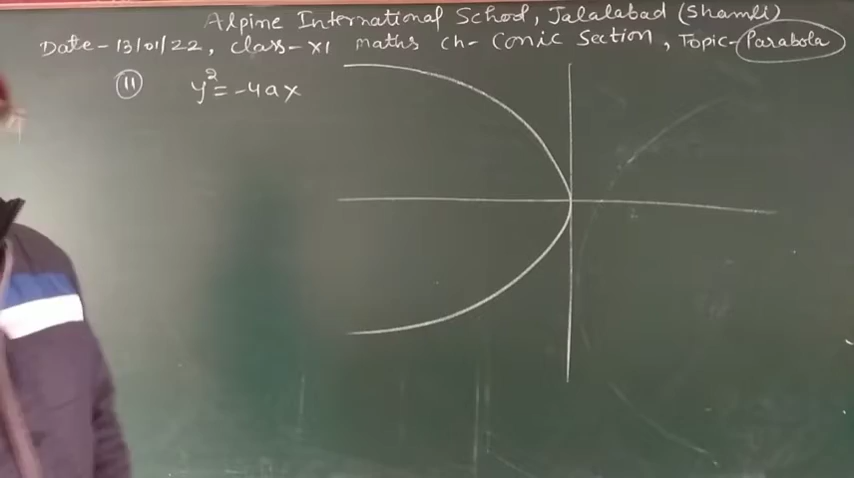 Alpine International School, Jalalabad (Shamli)
Date-13/01/22, class-XI maths ch- Conic Section, Topic-Parabola
(11) y²=-4ax